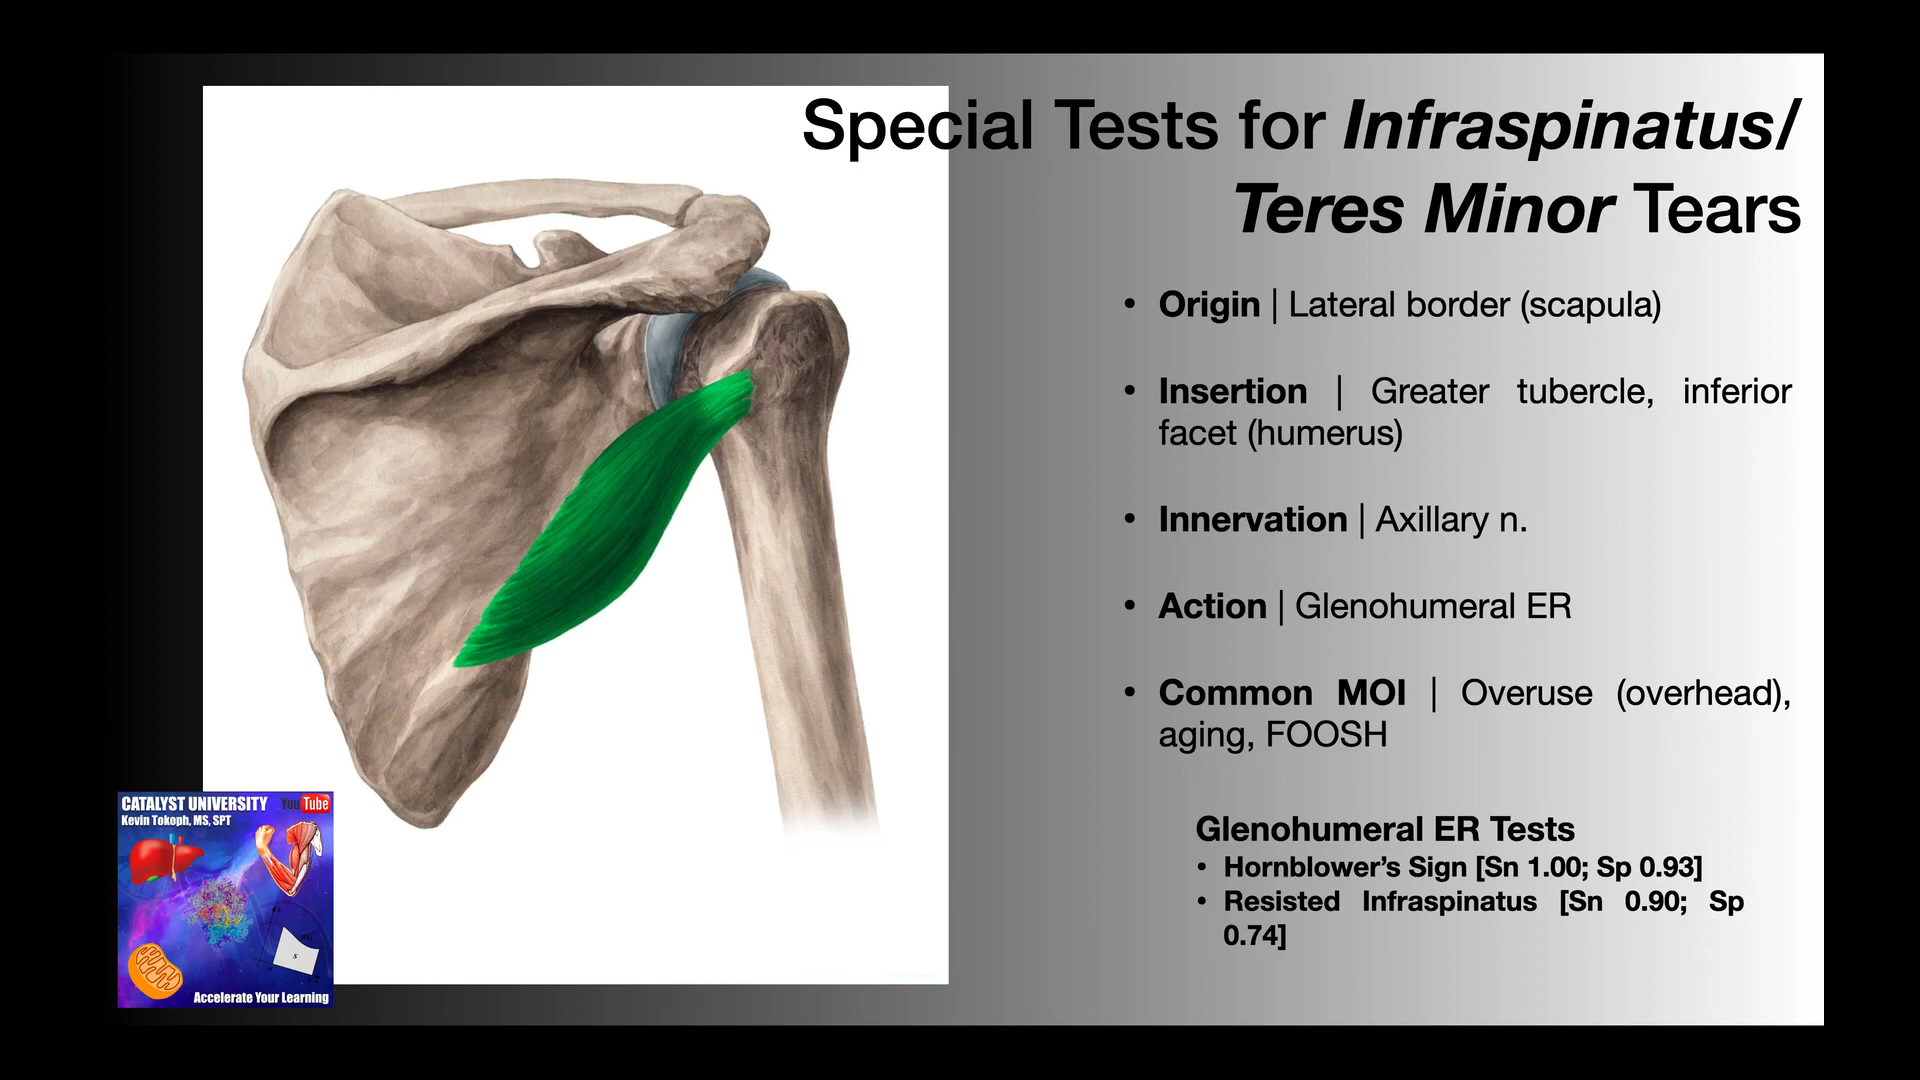 Special Tests for Infraspinatus/
Teres Minor Tears
• Origin | Lateral border (scapula)
• Insertion | Greater tubercle, inferior
facet (humerus)
• Innervation | Axillary n.
• Action | Glenohumeral ER
• Common MOI | Overuse (overhead),
aging, FOOSH
Glenohumeral ER Tests
• Hornblower’s Sign [Sn 1.00; Sp 0.93]
• Resisted Infraspinatus [Sn 0.90; Sp
0.74]
CATALYST UNIVERSITY YouTube
Kevin Tokoph, MS, SPT
S
Accelerate Your Learning